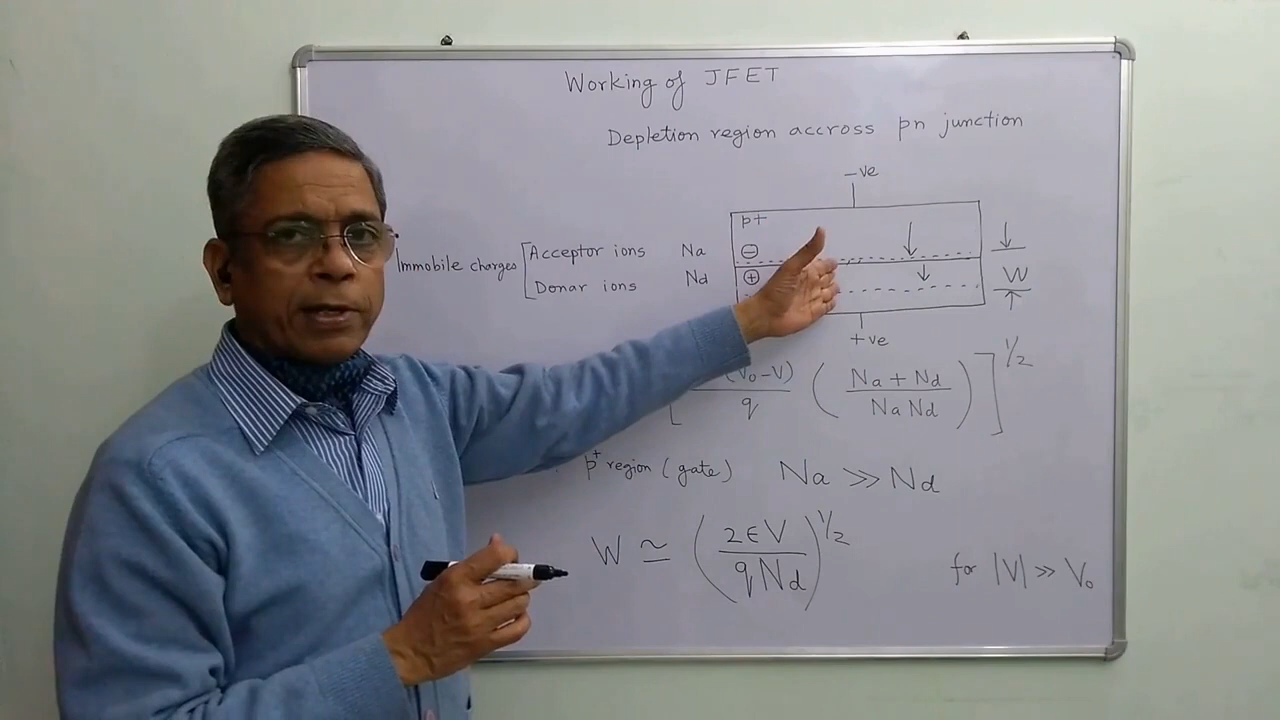 Working of JFET
Depletion region accross pn junction
-ve
p+
Immobile charges [ Acceptor ions Na
Donar ions Nd
⊖
⊕
W
+ve
[ (V₀-V) / q ( Na + Nd / Na Nd ) ]^1/2
p⁺ region (gate) Na ≫ Nd
W ≃ ( 2ϵV / q Nd )^1/2 for |V| ≫ V₀